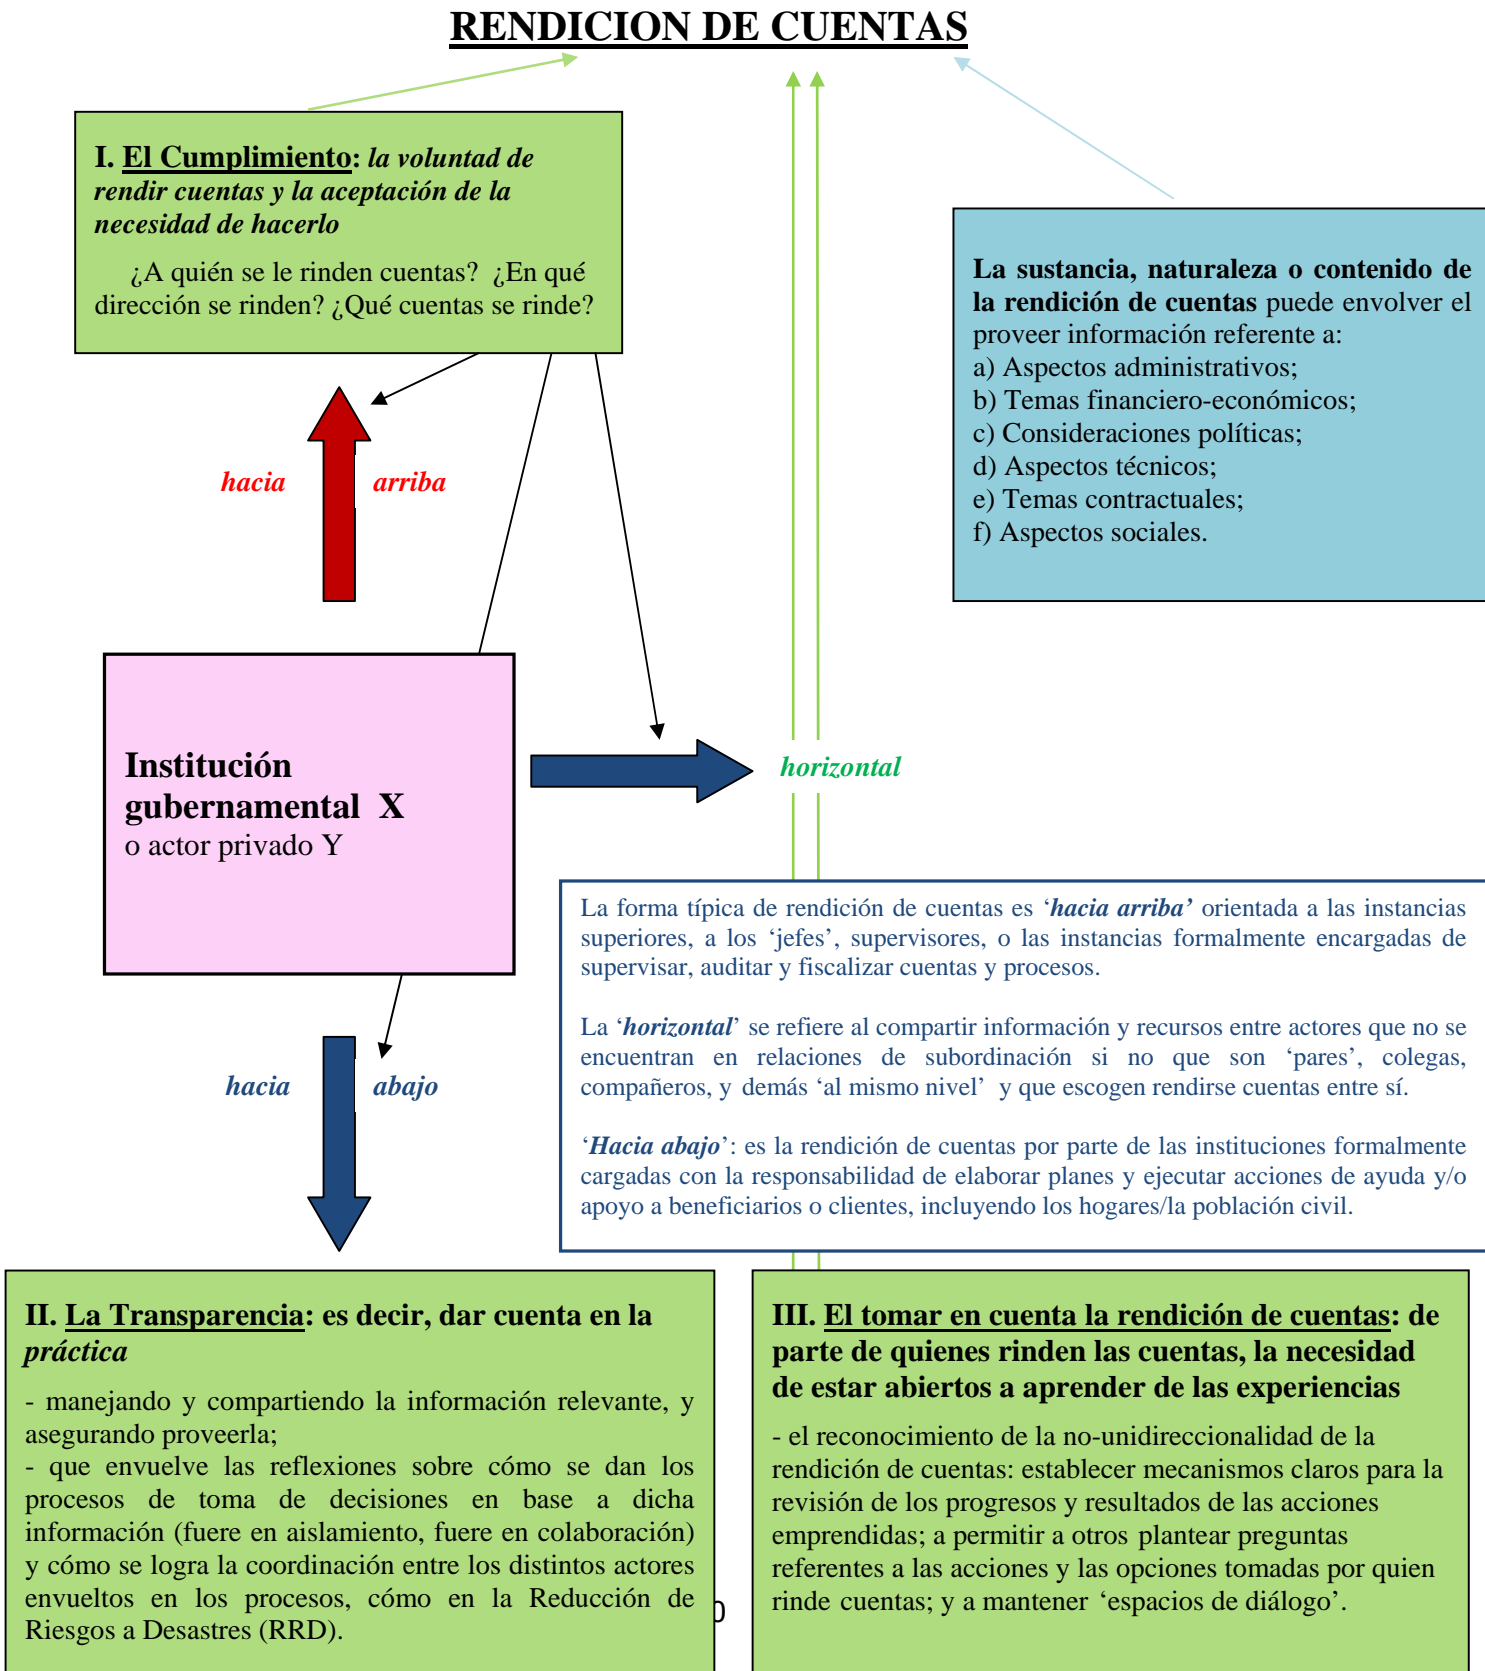 RENDICION DE CUENTAS
I. El Cumplimiento: la voluntad de
rendir cuentas y la aceptación de la
necesidad de hacerlo
¿A quién se le rinden cuentas? ¿En qué
dirección se rinden? ¿Qué cuentas se rinde?
La sustancia, naturaleza o contenido de
la rendición de cuentas puede envolver el
proveer información referente a:
a) Aspectos administrativos;
b) Temas financiero-económicos;
c) Consideraciones políticas;
d) Aspectos técnicos;
e) Temas contractuales;
f) Aspectos sociales.
hacia arriba
Institución
gubernamental X
o actor privado Y
horizontal
La forma típica de rendición de cuentas es ‘hacia arriba’ orientada a las instancias
superiores, a los ‘jefes’, supervisores, o las instancias formalmente encargadas de
supervisar, auditar y fiscalizar cuentas y procesos.
La ‘horizontal’ se refiere al compartir información y recursos entre actores que no se
encuentran en relaciones de subordinación si no que son ‘pares’, colegas,
compañeros, y demás ‘al mismo nivel’ y que escogen rendirse cuentas entre sí.
‘Hacia abajo’: es la rendición de cuentas por parte de las instituciones formalmente
cargadas con la responsabilidad de elaborar planes y ejecutar acciones de ayuda y/o
apoyo a beneficiarios o clientes, incluyendo los hogares/la población civil.
hacia abajo
II. La Transparencia: es decir, dar cuenta en la
práctica
- manejando y compartiendo la información relevante, y
asegurando proveerla;
- que envuelve las reflexiones sobre cómo se dan los
procesos de toma de decisiones en base a dicha
información (fuere en aislamiento, fuere en colaboración)
y cómo se logra la coordinación entre los distintos actores
envueltos en los procesos, cómo en la Reducción de
Riesgos a Desastres (RRD).
III. El tomar en cuenta la rendición de cuentas: de
parte de quienes rinden las cuentas, la necesidad
de estar abiertos a aprender de las experiencias
- el reconocimiento de la no-unidireccionalidad de la
rendición de cuentas: establecer mecanismos claros para la
revisión de los progresos y resultados de las acciones
emprendidas; a permitir a otros plantear preguntas
referentes a las acciones y las opciones tomadas por quien
rinde cuentas; y a mantener ‘espacios de diálogo’.